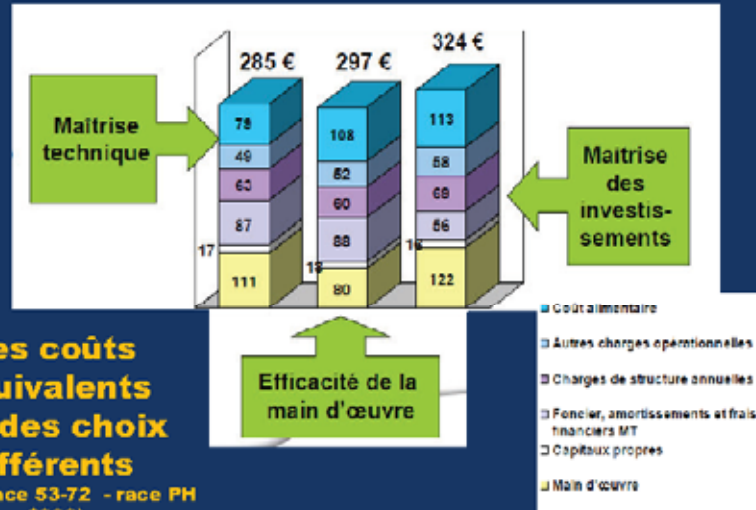 285 €
297 €
324 €
Maîtrise
technique
78
49
63
87
17
111
108
52
60
88
18
80
113
58
69
56
16
122
Maitrise
des
investis-
sements
Efficacité de la
main d'œuvre
es coûts
uivalents
des choix
fférents
ace 53-72 - race PH
Coût alimentaire
Autres charges opérationnelles
Charges de structure annuelles
Foncier, amortissements et frais
financiers MT
Capitaux propres
Main d'œuvre